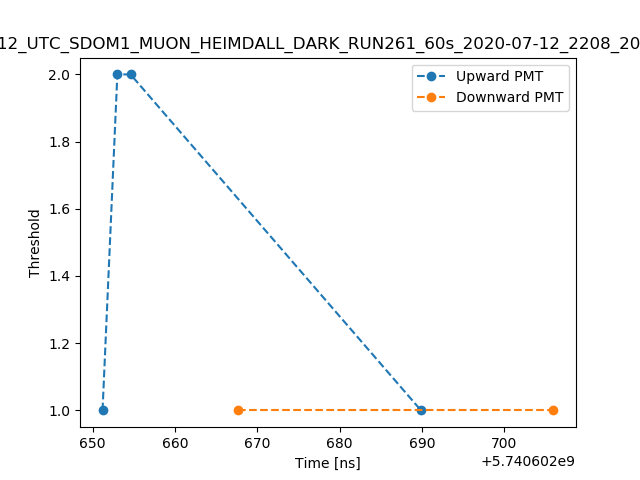 12_UTC_SDOM1_MUON_HEIMDALL_DARK_RUN261_60s_2020-07-12_2208_20
Upward PMT
Downward PMT
2.0
1.8
1.6
1.4
1.2
1.0
Threshold
650 660 670 680 690 700
Time [ns]
+5.740602e9